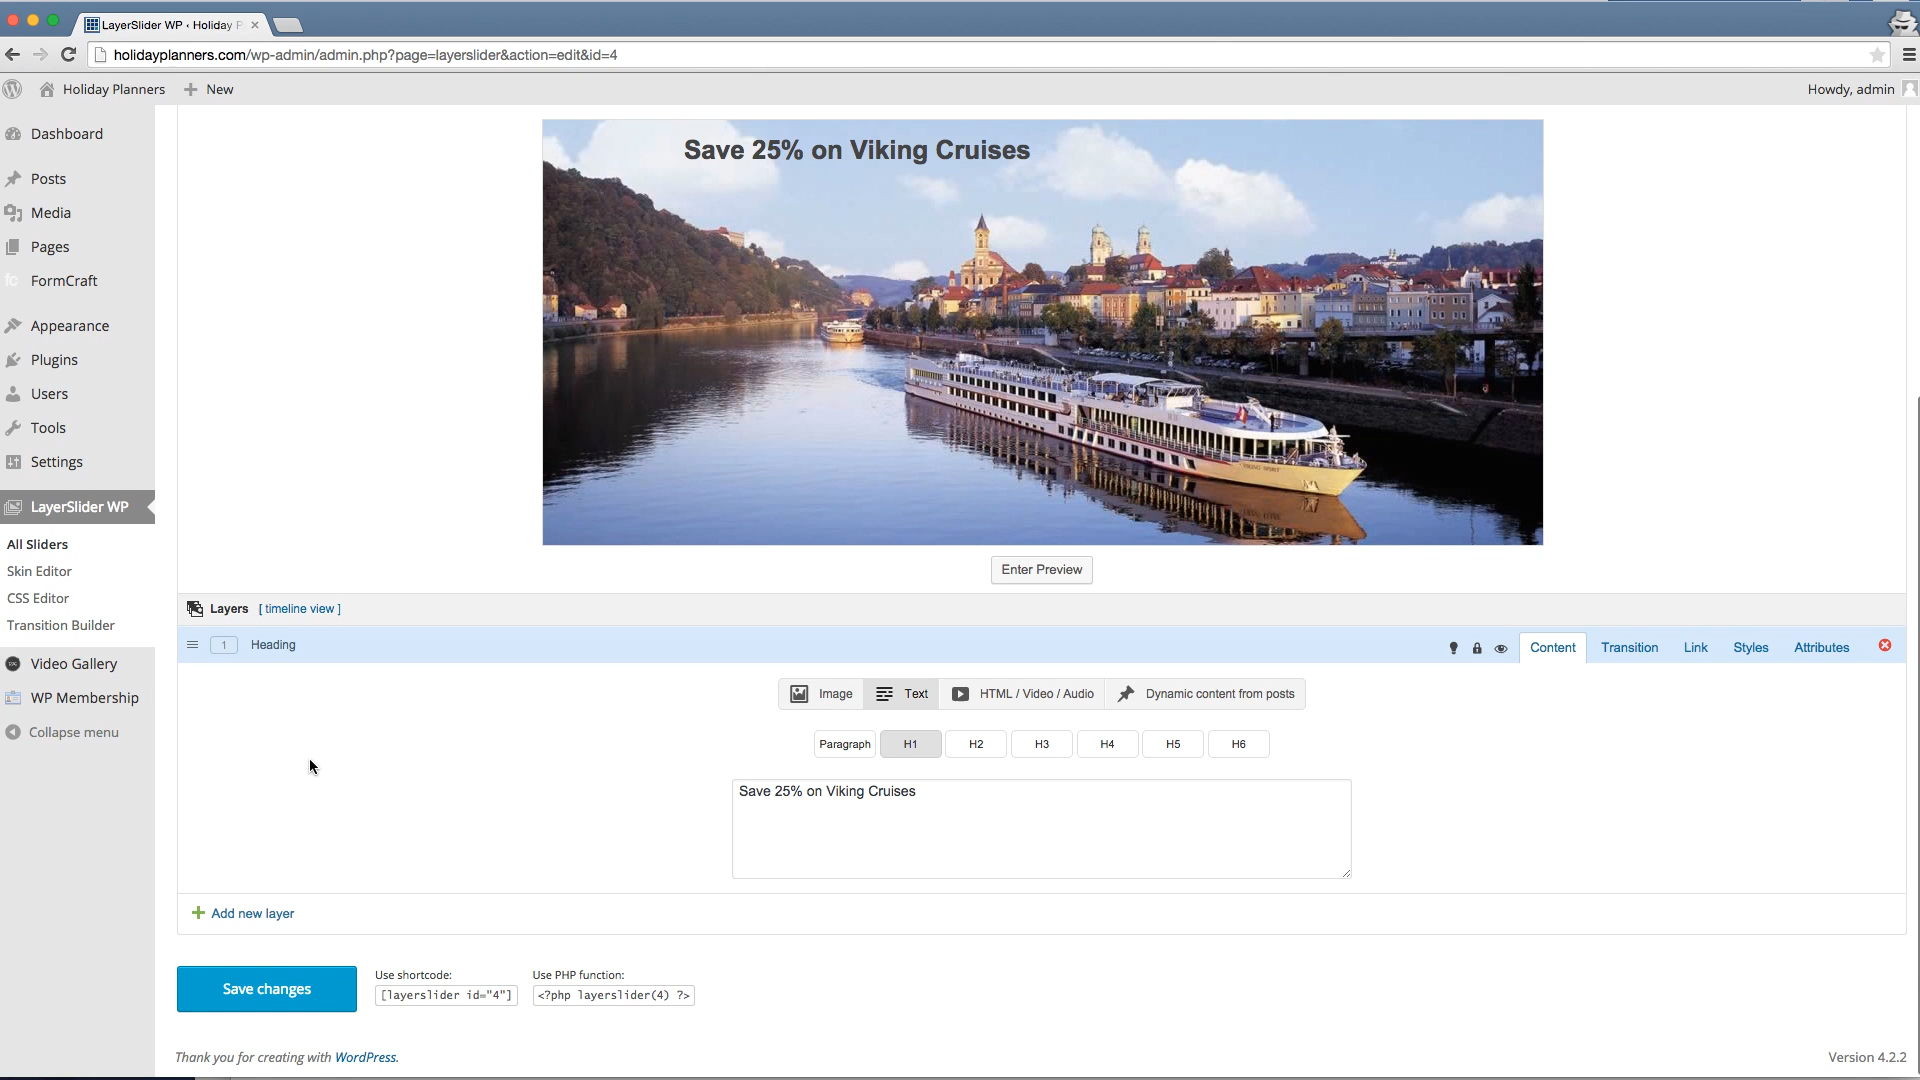 LayerSlider WP ‹ Holiday P
holidayplanners.com/wp-admin/admin.php?page=layerslider&action=edit&id=4
Holiday Planners
New
Howdy, admin
Dashboard
Posts
Media
Pages
FormCraft
Appearance
Plugins
Users
Tools
Settings
LayerSlider WP
All Sliders
Skin Editor
CSS Editor
Transition Builder
Video Gallery
WP Membership
Collapse menu
Save 25% on Viking Cruises
VIKING SPIRIT
Enter Preview
Layers [ timeline view ]
1 Heading
Content Transition Link Styles Attributes
Image Text HTML / Video / Audio Dynamic content from posts
Paragraph H1 H2 H3 H4 H5 H6
Save 25% on Viking Cruises
Add new layer
Save changes
Use shortcode:
[layerslider id="4"]
Use PHP function:
<?php layerslider(4) ?>
Thank you for creating with WordPress.
Version 4.2.2